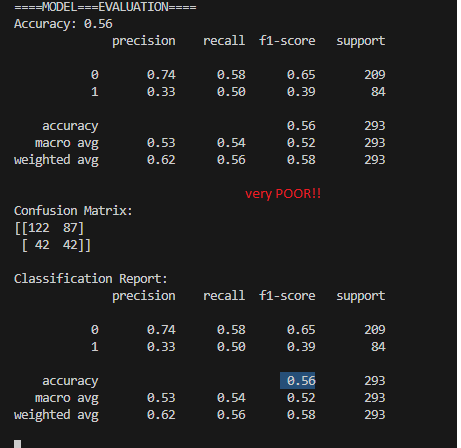 ====MODEL===EVALUATION====
Accuracy: 0.56
precision recall f1-score support
0 0.74 0.58 0.65 209
1 0.33 0.50 0.39 84
accuracy 0.56 293
macro avg 0.53 0.54 0.52 293
weighted avg 0.62 0.56 0.58 293
very POOR!!
Confusion Matrix:
[[122 87]
[ 42 42]]
Classification Report:
precision recall f1-score support
0 0.74 0.58 0.65 209
1 0.33 0.50 0.39 84
accuracy 0.56 293
macro avg 0.53 0.54 0.52 293
weighted avg 0.62 0.56 0.58 293